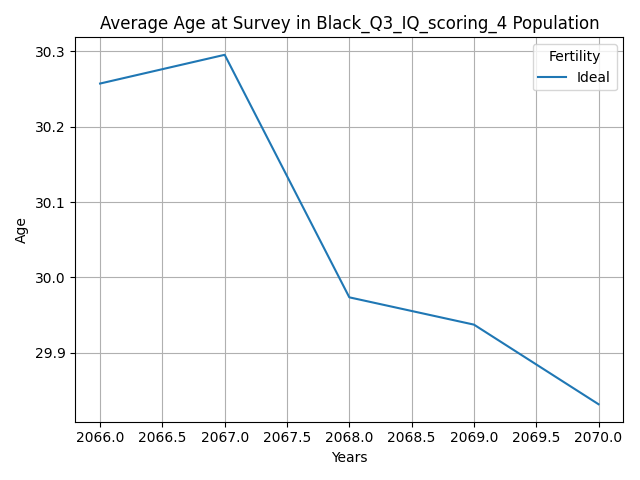 Average Age at Survey in Black_Q3_IQ_scoring_4 Population
Fertility
Ideal
30.3
30.2
30.1
30.0
29.9
Age
2066.0 2066.5 2067.0 2067.5 2068.0 2068.5 2069.0 2069.5 2070.0
Years